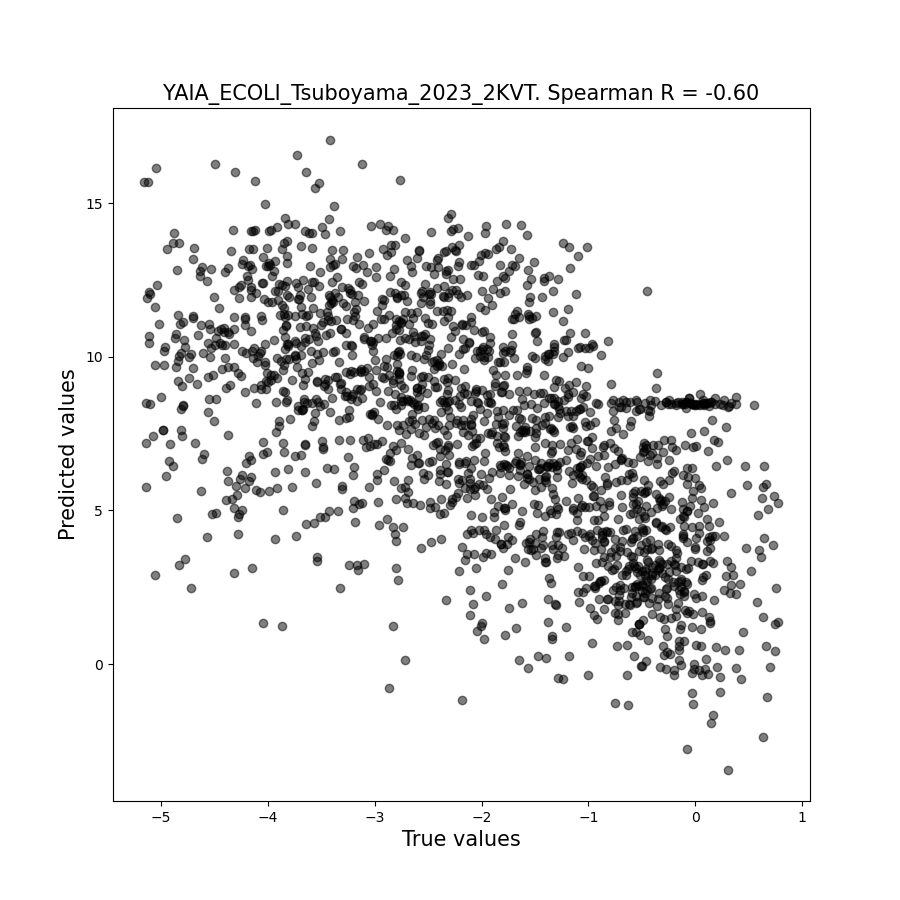 YAIA_ECOLI_Tsuboyama_2023_2KVT. Spearman R = -0.60
15
10
5
0
Predicted values
−5 −4 −3 −2 −1 0 1
True values